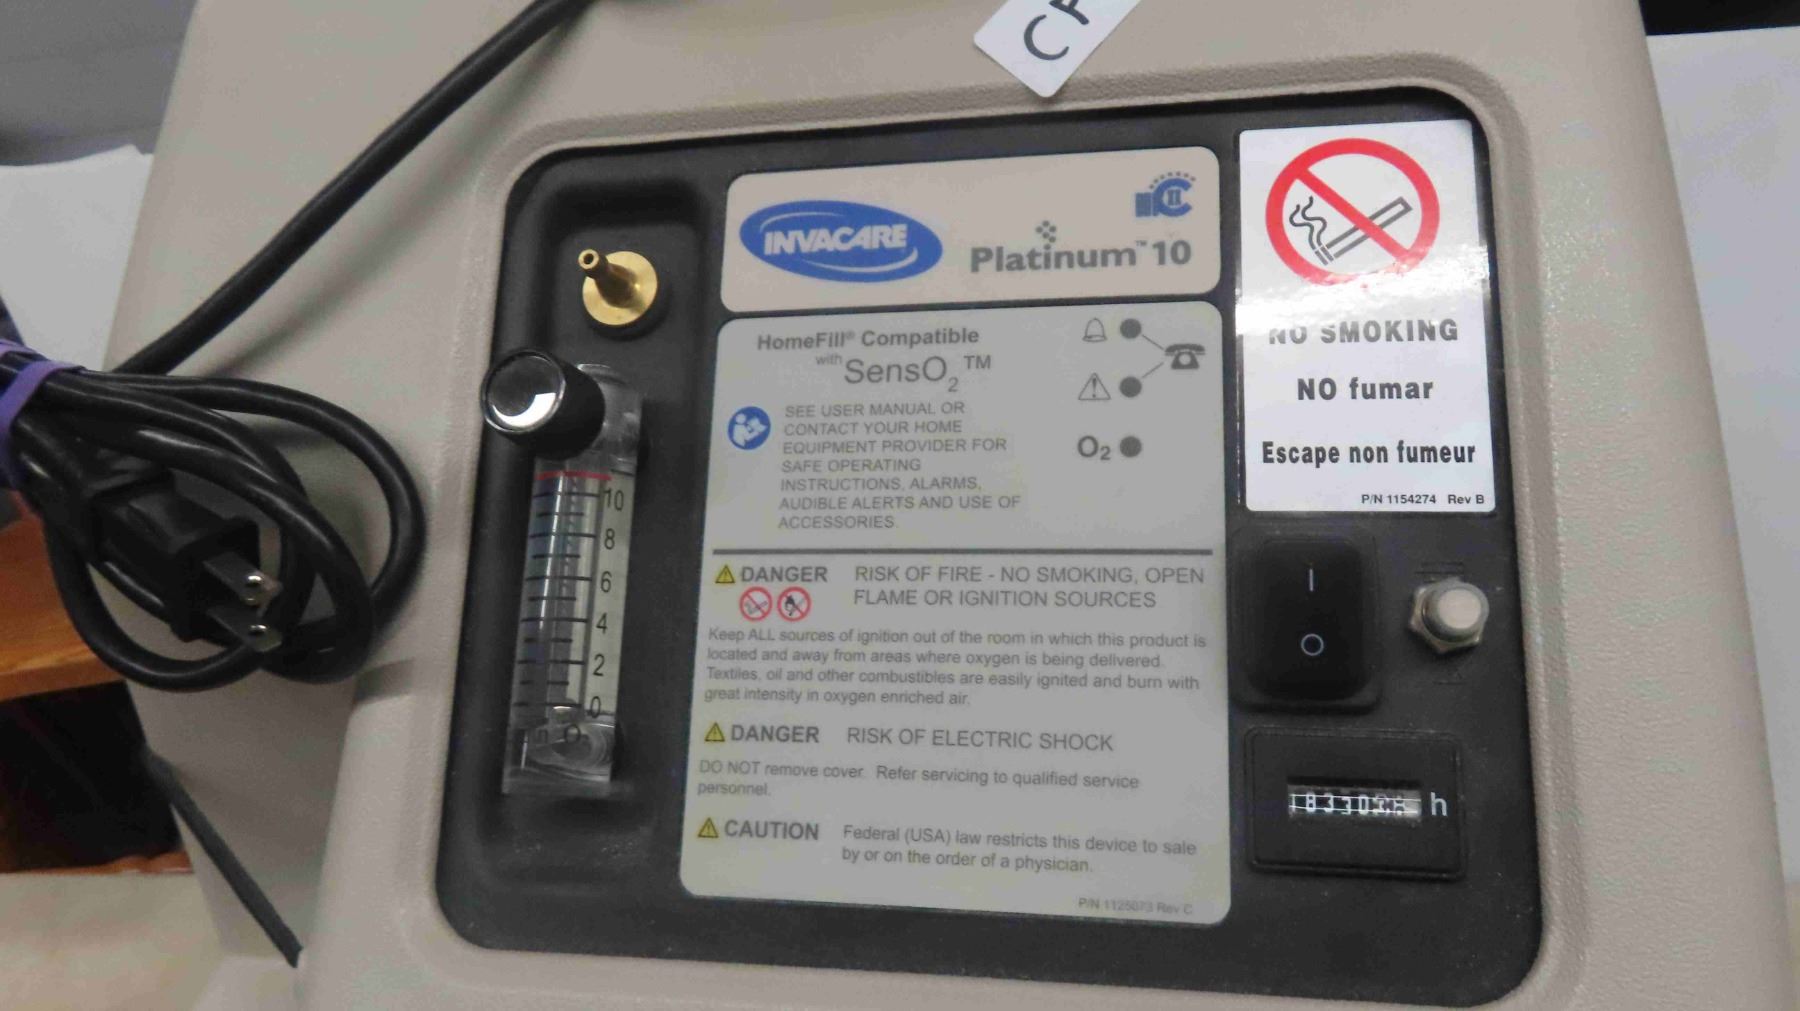 INVACARE
Platinum™ 10
HomeFill® Compatible
with SensO2™
SEE USER MANUAL OR
CONTACT YOUR HOME
EQUIPMENT PROVIDER FOR
SAFE OPERATING
INSTRUCTIONS, ALARMS,
AUDIBLE ALERTS AND USE OF
ACCESSORIES.
O2
DANGER RISK OF FIRE - NO SMOKING, OPEN
FLAME OR IGNITION SOURCES
Keep ALL sources of ignition out of the room in which this product is
located and away from areas where oxygen is being delivered.
Textiles, oil and other combustibles are easily ignited and burn with
great intensity in oxygen enriched air.
DANGER RISK OF ELECTRIC SHOCK
DO NOT remove cover. Refer servicing to qualified service
personnel.
CAUTION Federal (USA) law restricts this device to sale
by or on the order of a physician.
P/N 1125073 Rev C
NO SMOKING
NO fumar
Escape non fumeur
P/N 1154274 Rev B
10
8
6
4
2
0
I
O
h